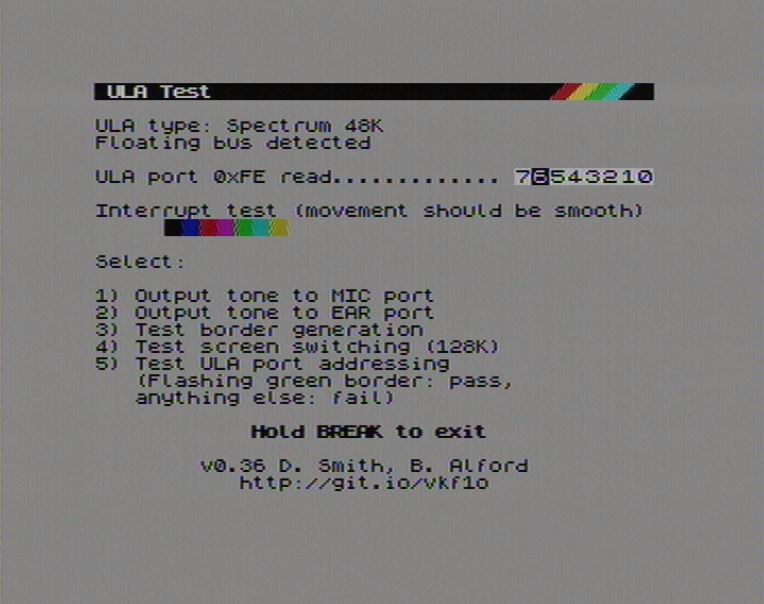 ULA Test
ULA type: Spectrum 48K
Floating bus detected
ULA port 0xFE read............. 76543210
Interrupt test (movement should be smooth)
Select:
1) Output tone to MIC port
2) Output tone to EAR port
3) Test border generation
4) Test screen switching (128K)
5) Test ULA port addressing
(Flashing green border: pass,
anything else: fail)
Hold BREAK to exit
v0.36 D. Smith, B. Alford
http://git.io/vkf1o